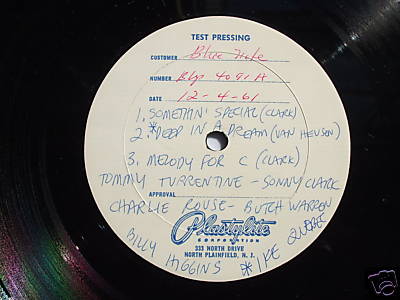 TEST PRESSING
CUSTOMER Blue Note
NUMBER Blp 4091 A
DATE 12-4-61
1. SOMETHIN' SPECIAL (CLARK)
2. *DEEP IN A DREAM (VAN HEUSEN)
3. MELODY FOR C (CLARK)
TOMMY TURRENTINE - SONNY CLARK
APPROVAL
CHARLIE ROUSE - BUTCH WARREN
Plastylite
CORPORATION
333 NORTH DRIVE
NORTH PLAINFIELD, N. J.
BILLY HIGGINS *IKE QUEBEC